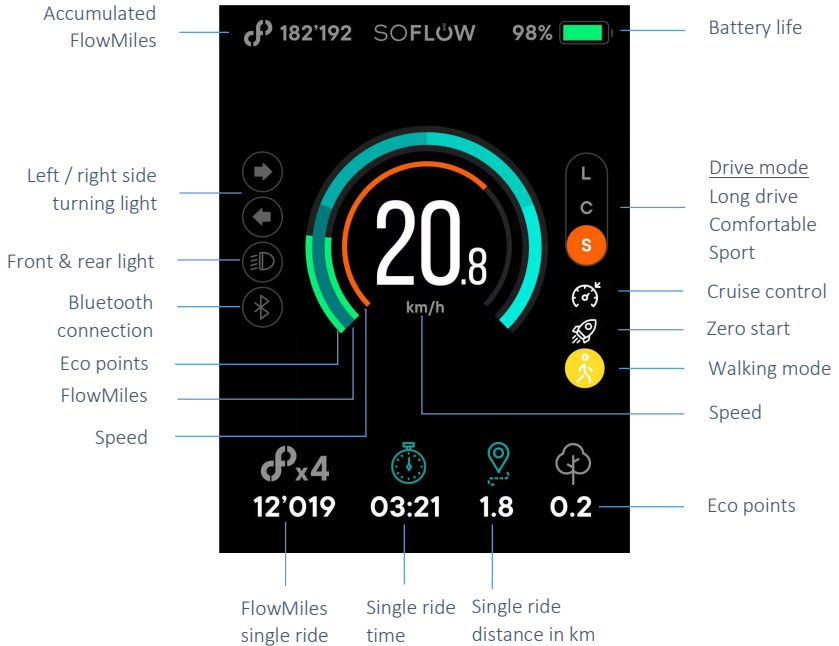 Accumulated
FlowMiles
182’192
SOFLOW
98%
Battery life
Left / right side
turning light
Front & rear light
Bluetooth
connection
Eco points
FlowMiles
Speed
20.8
km/h
L
C
S
Drive mode
Long drive
Comfortable
Sport
Cruise control
Zero start
Walking mode
Speed
x4
12’019
03:21
1.8
0.2
Eco points
FlowMiles
single ride
Single ride
time
Single ride
distance in km